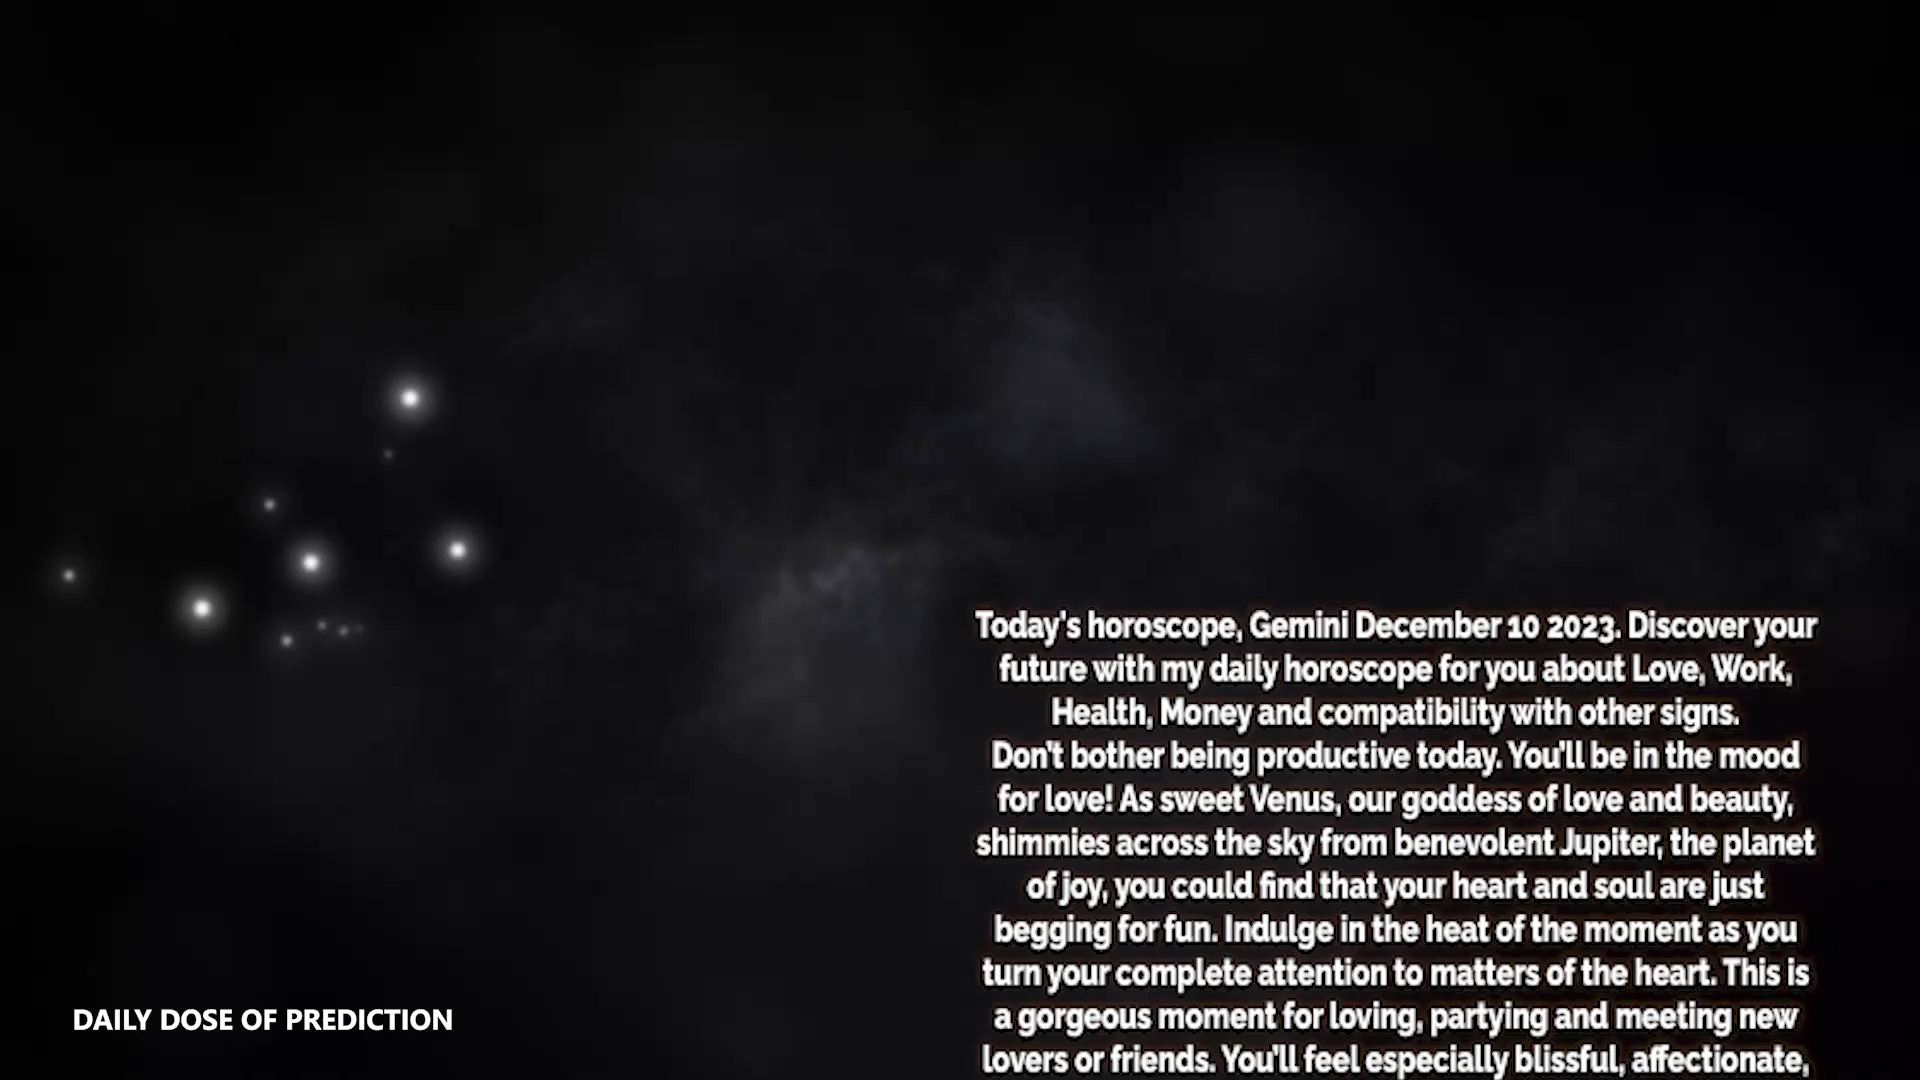 Today's horoscope, Gemini December 10 2023. Discover your
future with my daily horoscope for you about Love, Work,
Health, Money and compatibility with other signs.
Don't bother being productive today. You'll be in the mood
for love! As sweet Venus, our goddess of love and beauty,
shimmies across the sky from benevolent Jupiter, the planet
of joy, you could find that your heart and soul are just
begging for fun. Indulge in the heat of the moment as you
turn your complete attention to matters of the heart. This is
a gorgeous moment for loving, partying and meeting new
lovers or friends. You'll feel especially blissful, affectionate,
DAILY DOSE OF PREDICTION